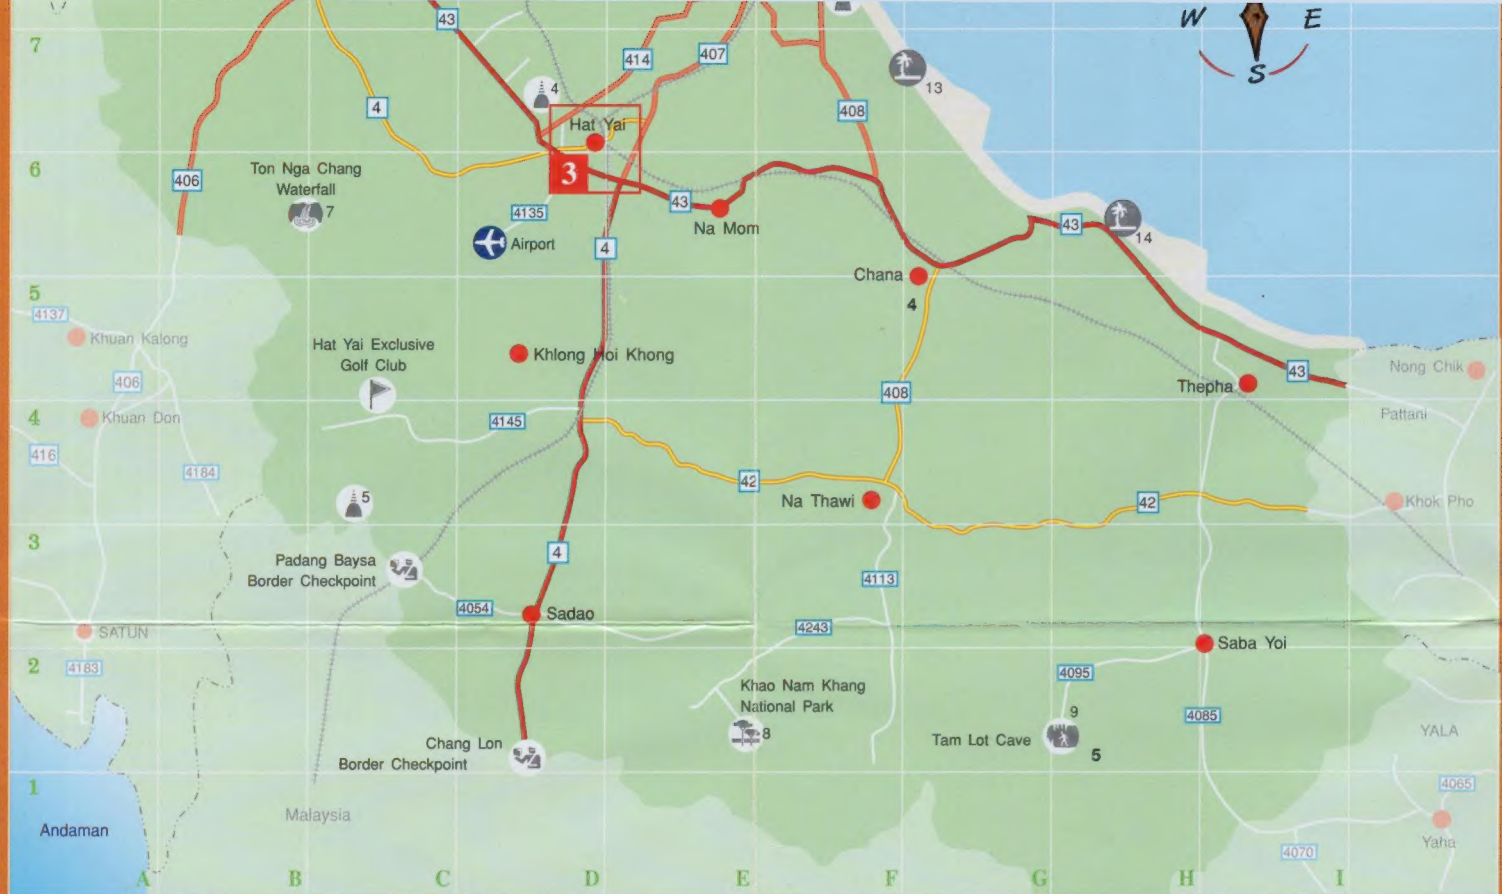 W E
S
7
43
414
407
4
4
13
408
Hat Yai
6
Ton Nga Chang
Waterfall
7
406
3
43
Na Mom
4135
Airport
4
43
14
Chana
4
5
4137
Khuan Kalong
Hat Yai Exclusive
Golf Club
Khlong Hoi Khong
43
Nong Chik
Thepha
406
408
4
Khuan Don
4145
Pattani
416
4184
42
5
Na Thawi
42
Khok Pho
3
Padang Baysa
Border Checkpoint
4
4113
4054
Sadao
SATUN
4243
2
4183
Saba Yoi
4095
Khao Nam Khang
National Park
8
9
4085
Tam Lot Cave
5
YALA
Chang Lon
Border Checkpoint
1
Malaysia
4065
Andaman
Yaha
4070
A B C D E F G H I